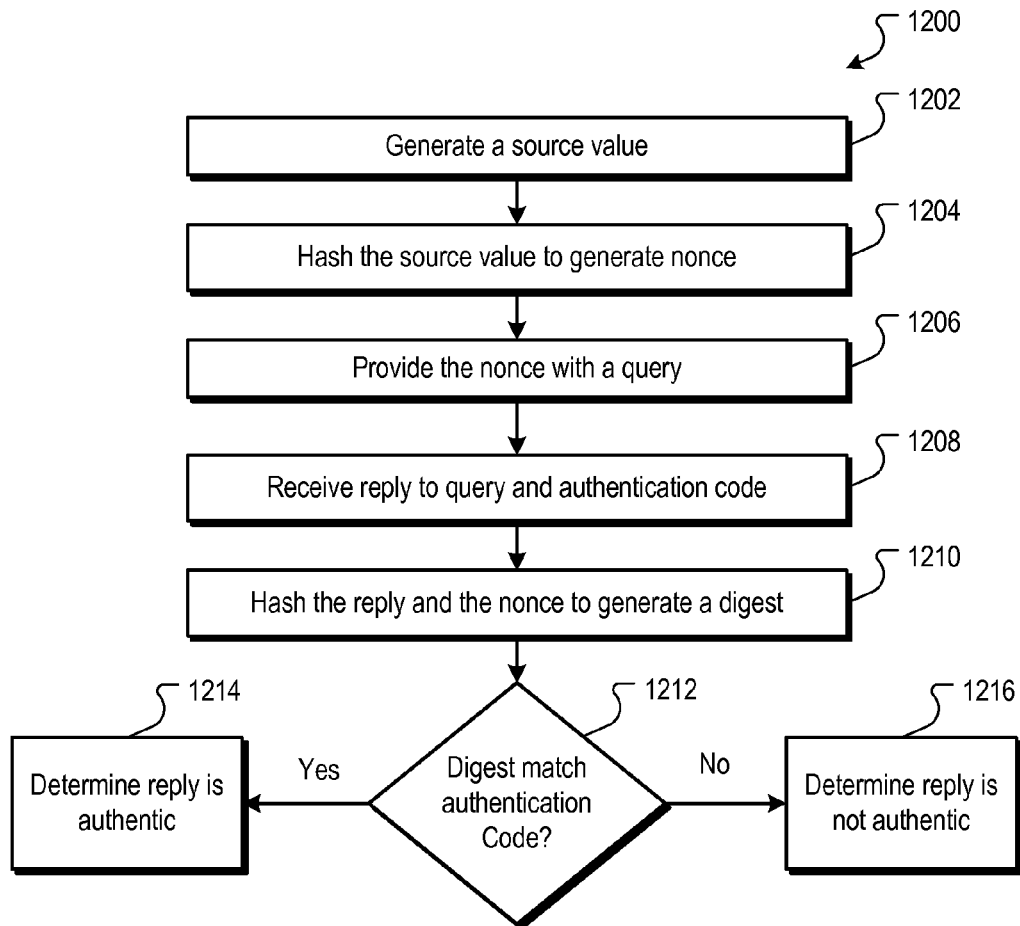 1200
1202
Generate a source value
1204
Hash the source value to generate nonce
1206
Provide the nonce with a query
1208
Receive reply to query and authentication code
1210
Hash the reply and the nonce to generate a digest
1214
1212
1216
Determine reply is
authentic
Yes
Digest match
authentication
Code?
No
Determine reply is
not authentic